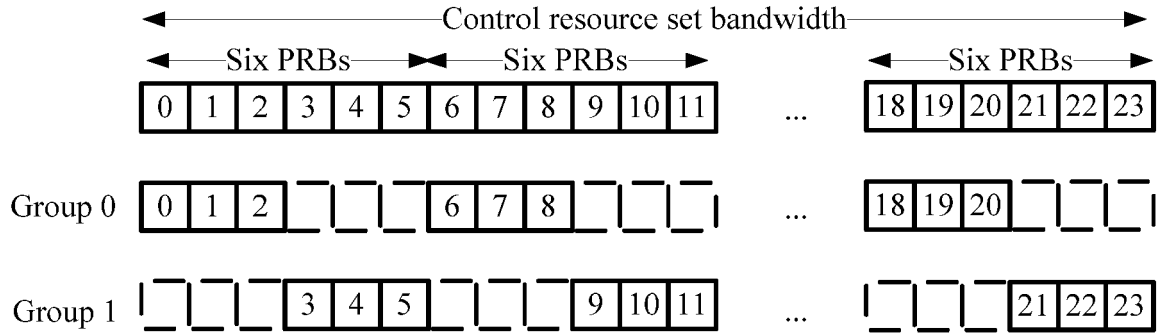 Control resource set bandwidth
Six PRBs Six PRBs Six PRBs
0 1 2 3 4 5 6 7 8 9 10 11 ... 18 19 20 21 22 23
Group 0 0 1 2 6 7 8 ... 18 19 20
Group 1 3 4 5 9 10 11 ... 21 22 23